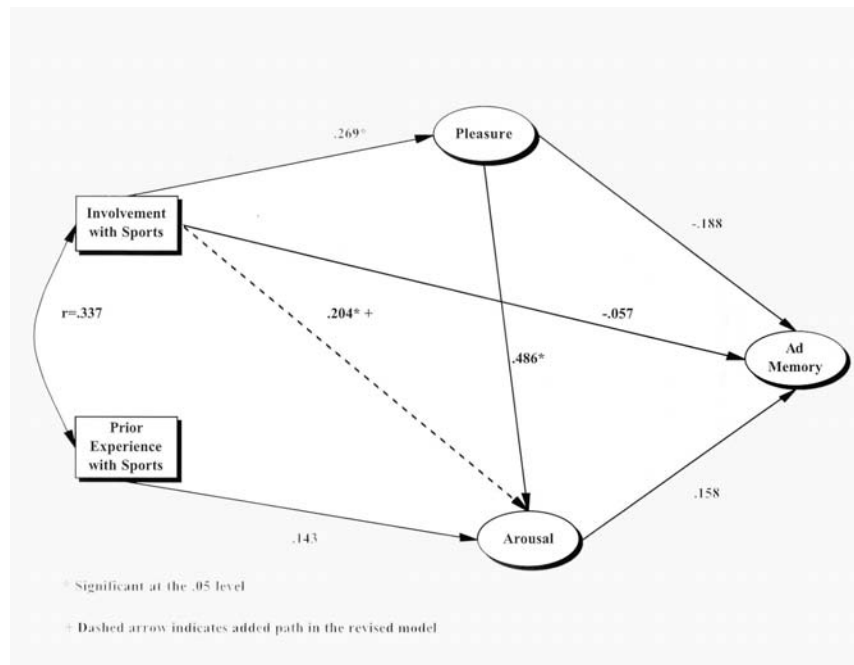 .269*
Pleasure
Involvement
with Sports
-.188
r=.337
.204* +
-.057
Ad
Memory
.486*
Prior
Experience
with Sports
.158
.143
Arousal
* Significant at the .05 level
+ Dashed arrow indicates added path in the revised model